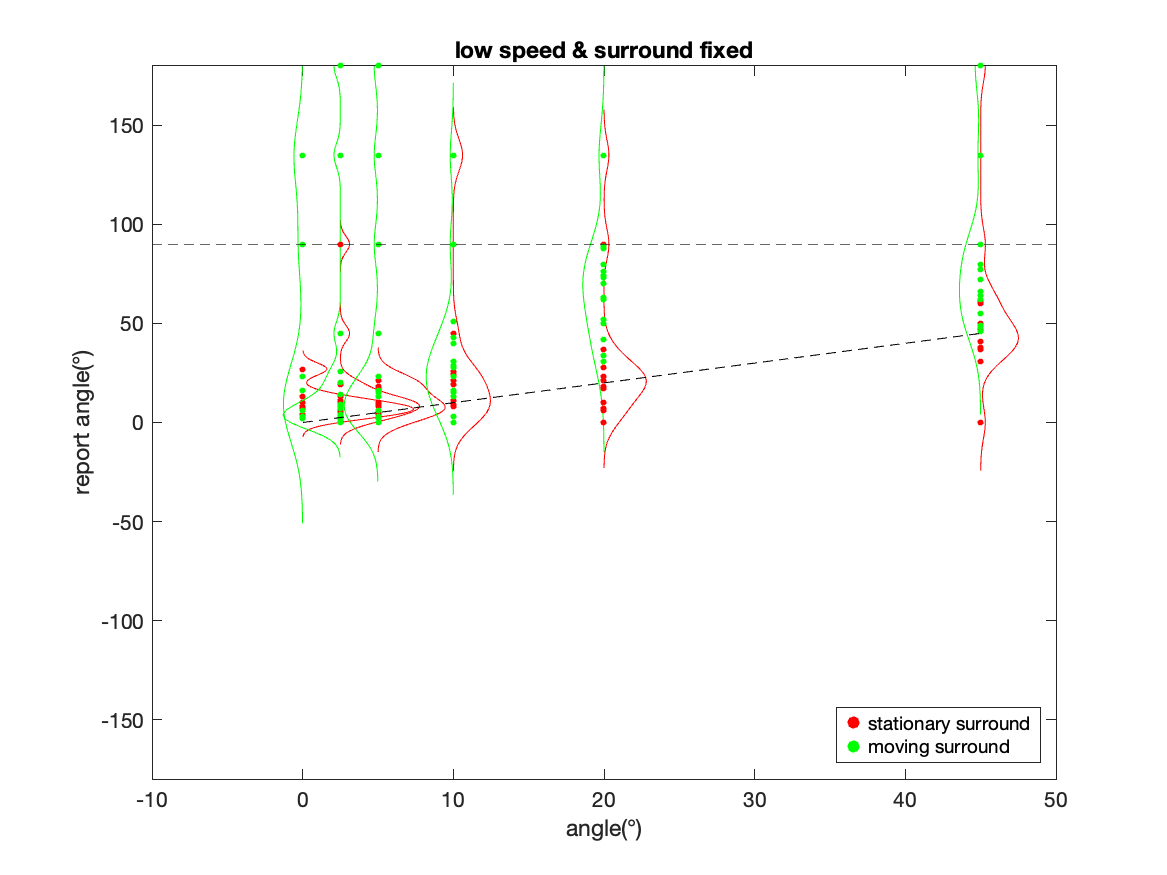 low speed & surround fixed
150
100
50
0
-50
-100
-150
report angle(°)
stationary surround
moving surround
-10 0 10 20 30 40 50
angle(°)